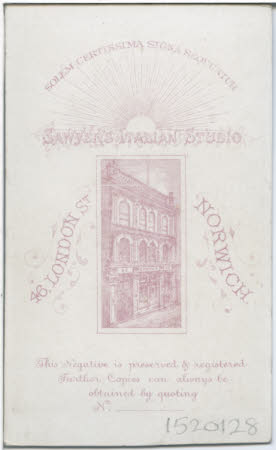 SOLEM CERTISSIMA SIGNA SEQUUNTUR
SAWYER'S ITALIAN STUDIO
46, LONDON ST
NORWICH
This Negative is preserved & registered
Further Copies can always be
obtained by quoting
No.
1520128